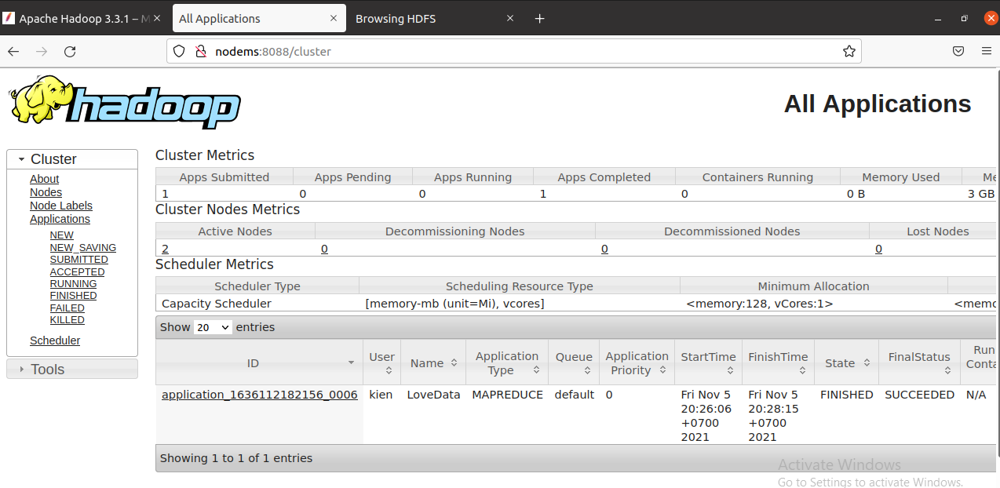 Apache Hadoop 3.3.1 – M
All Applications
Browsing HDFS
nodems:8088/cluster
hadoop
All Applications
Cluster
About
Nodes
Node Labels
Applications
NEW
NEW_SAVING
SUBMITTED
ACCEPTED
RUNNING
FINISHED
FAILED
KILLED
Scheduler
Tools
Cluster Metrics
Apps Submitted Apps Pending Apps Running Apps Completed Containers Running Memory Used Me
1 0 0 1 0 0 B 3 GB
Cluster Nodes Metrics
Active Nodes Decommissioning Nodes Decommissioned Nodes Lost Nodes
2 0 0 0
Scheduler Metrics
Scheduler Type Scheduling Resource Type Minimum Allocation
Capacity Scheduler [memory-mb (unit=Mi), vcores] <memory:128, vCores:1> <memo
Show 20 entries
ID User Name Application Type Queue Application Priority StartTime FinishTime State FinalStatus Run Conta
application_1636112182156_0006 kien LoveData MAPREDUCE default 0 Fri Nov 5 20:26:06 +0700 2021 Fri Nov 5 20:28:15 +0700 2021 FINISHED SUCCEEDED N/A
Showing 1 to 1 of 1 entries
Activate Windows
Go to Settings to activate Windows.